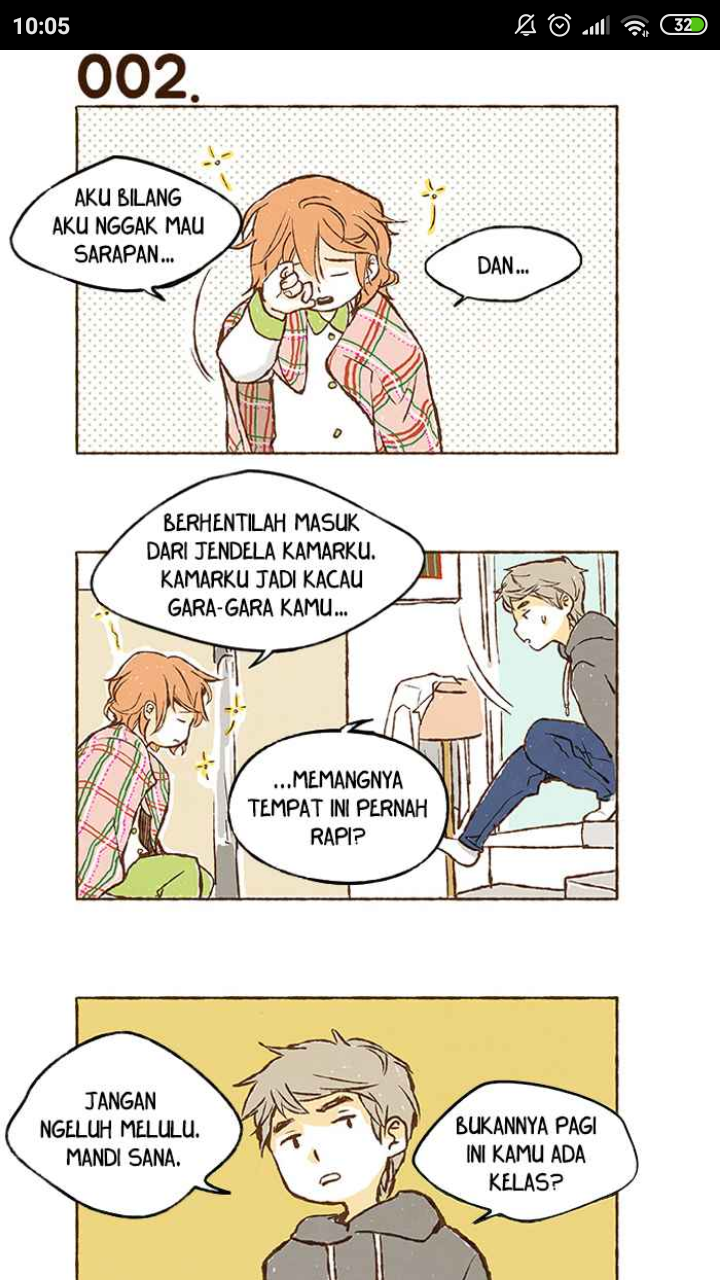 10:05
32
002.
AKU BILANG
AKU NGGAK MAU
SARAPAN...
DAN...
BERHENTILAH MASUK
DARI JENDELA KAMARKU.
KAMARKU JADI KACAU
GARA-GARA KAMU...
...MEMANGNYA
TEMPAT INI PERNAH
RAPI?
JANGAN
NGELUH MELULU.
MANDI SANA.
BUKANNYA PAGI
INI KAMU ADA
KELAS?